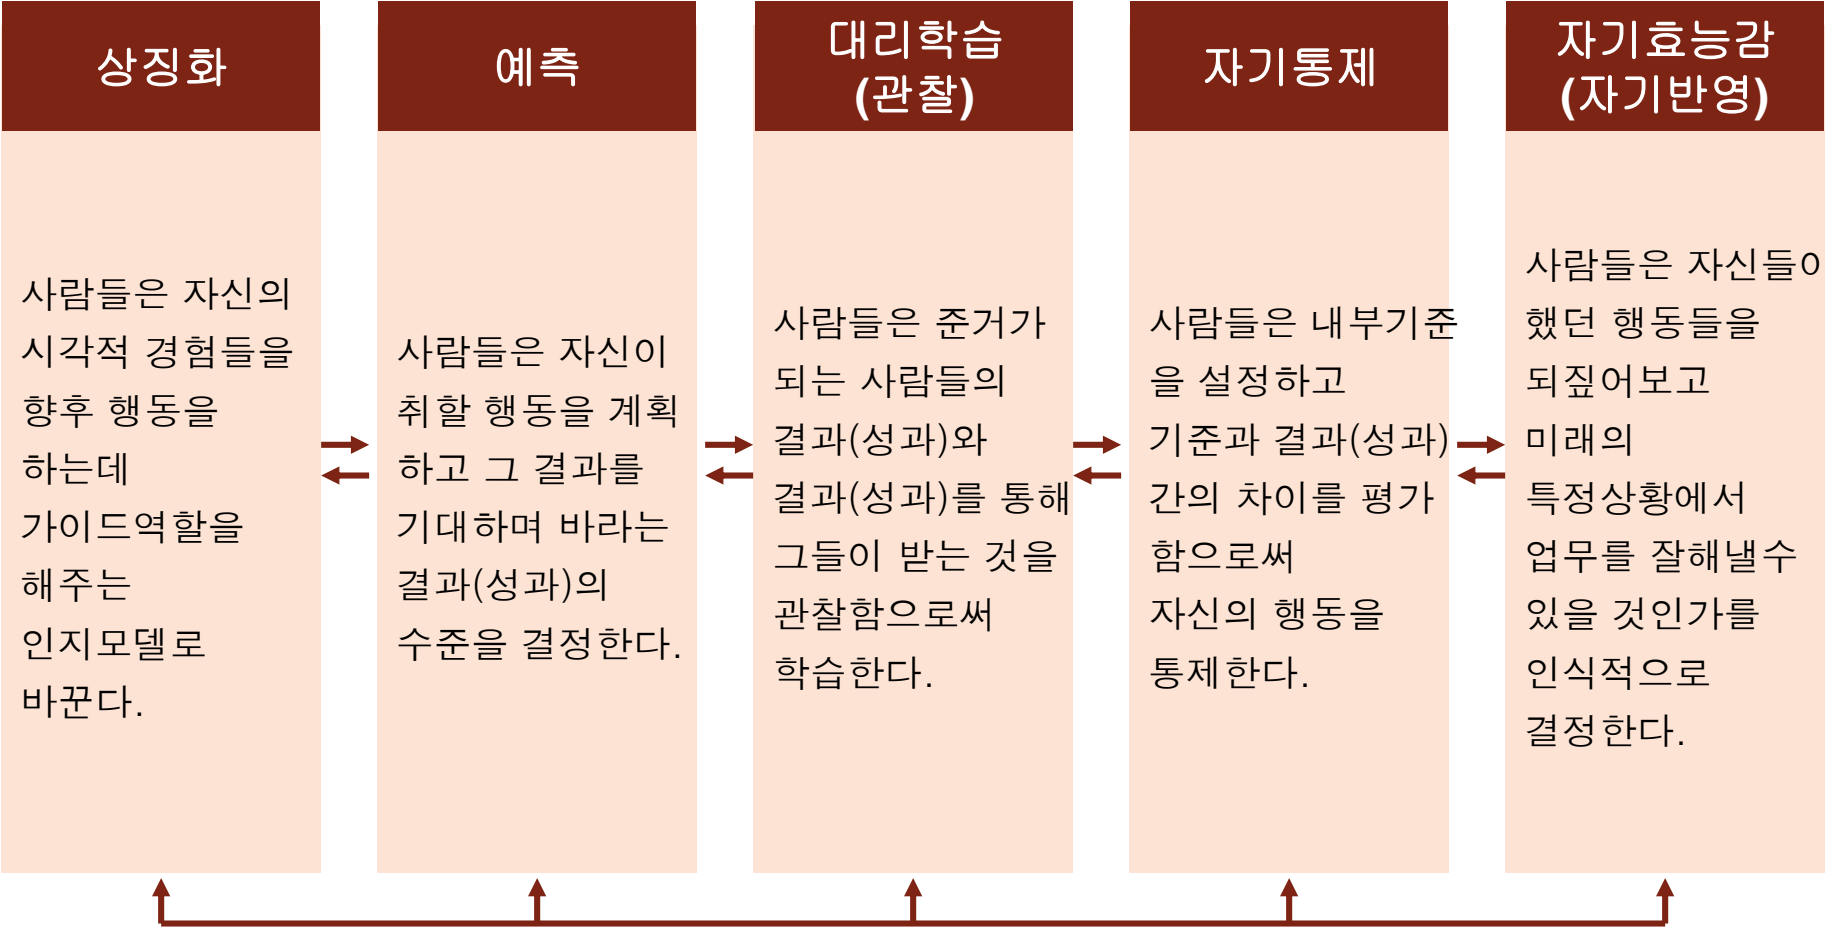 상징화
사람들은 자신의
시각적 경험들을
향후 행동을
하는데
가이드역할을
해주는
인지모델로
바꾼다.
예측
사람들은 자신이
취할 행동을 계획
하고 그 결과를
기대하며 바라는
결과(성과)의
수준을 결정한다.
대리학습
(관찰)
사람들은 준거가
되는 사람들의
결과(성과)와
결과(성과)를 통해
그들이 받는 것을
관찰함으로써
학습한다.
자기통제
사람들은 내부기준
을 설정하고
기준과 결과(성과)
간의 차이를 평가
함으로써
자신의 행동을
통제한다.
자기효능감
(자기반영)
사람들은 자신들이
했던 행동들을
되짚어보고
미래의
특정상황에서
업무를 잘해낼수
있을 것인가를
인식적으로
결정한다.